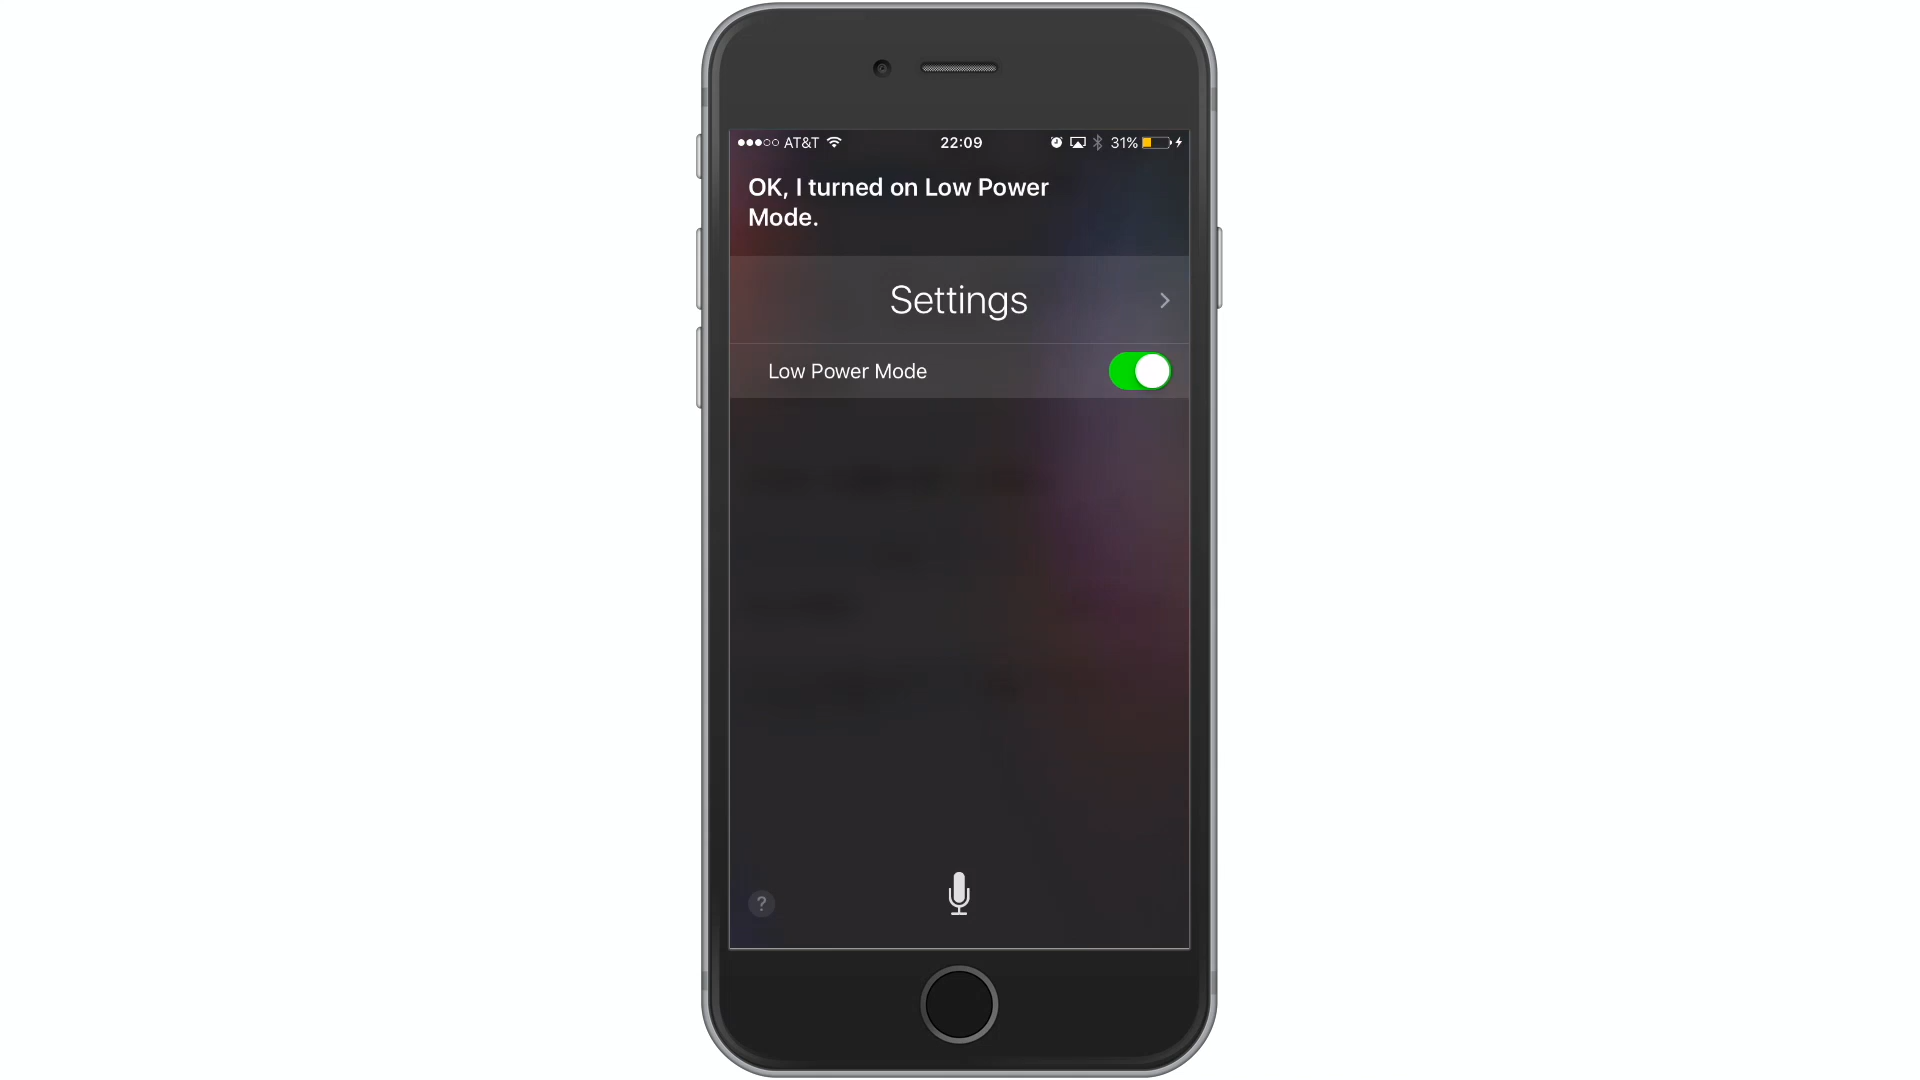 AT&T 22:09 31%
OK, I turned on Low Power
Mode.
Settings
Low Power Mode
?